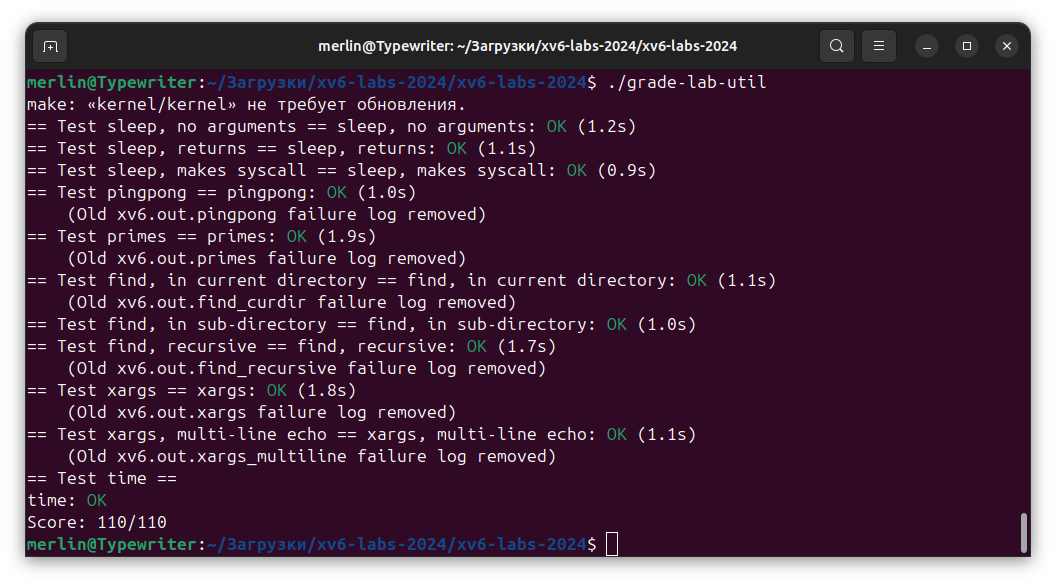 merlin@Typewriter: ~/Загрузки/xv6-labs-2024/xv6-labs-2024
merlin@Typewriter:~/Загрузки/xv6-labs-2024/xv6-labs-2024$ ./grade-lab-util
make: «kernel/kernel» не требует обновления.
== Test sleep, no arguments == sleep, no arguments: OK (1.2s)
== Test sleep, returns == sleep, returns: OK (1.1s)
== Test sleep, makes syscall == sleep, makes syscall: OK (0.9s)
== Test pingpong == pingpong: OK (1.0s)
    (Old xv6.out.pingpong failure log removed)
== Test primes == primes: OK (1.9s)
    (Old xv6.out.primes failure log removed)
== Test find, in current directory == find, in current directory: OK (1.1s)
    (Old xv6.out.find_curdir failure log removed)
== Test find, in sub-directory == find, in sub-directory: OK (1.0s)
== Test find, recursive == find, recursive: OK (1.7s)
    (Old xv6.out.find_recursive failure log removed)
== Test xargs == xargs: OK (1.8s)
    (Old xv6.out.xargs failure log removed)
== Test xargs, multi-line echo == xargs, multi-line echo: OK (1.1s)
    (Old xv6.out.xargs_multiline failure log removed)
== Test time ==
time: OK
Score: 110/110
merlin@Typewriter:~/Загрузки/xv6-labs-2024/xv6-labs-2024$